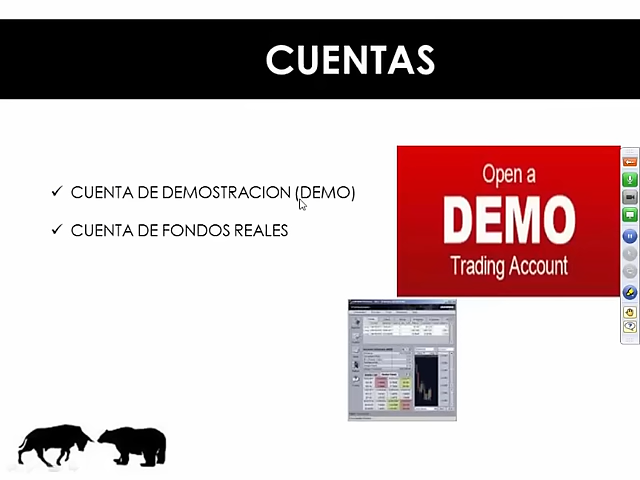 CUENTAS
CUENTA DE DEMOSTRACION (DEMO)
CUENTA DE FONDOS REALES
Open a
DEMO
Trading Account